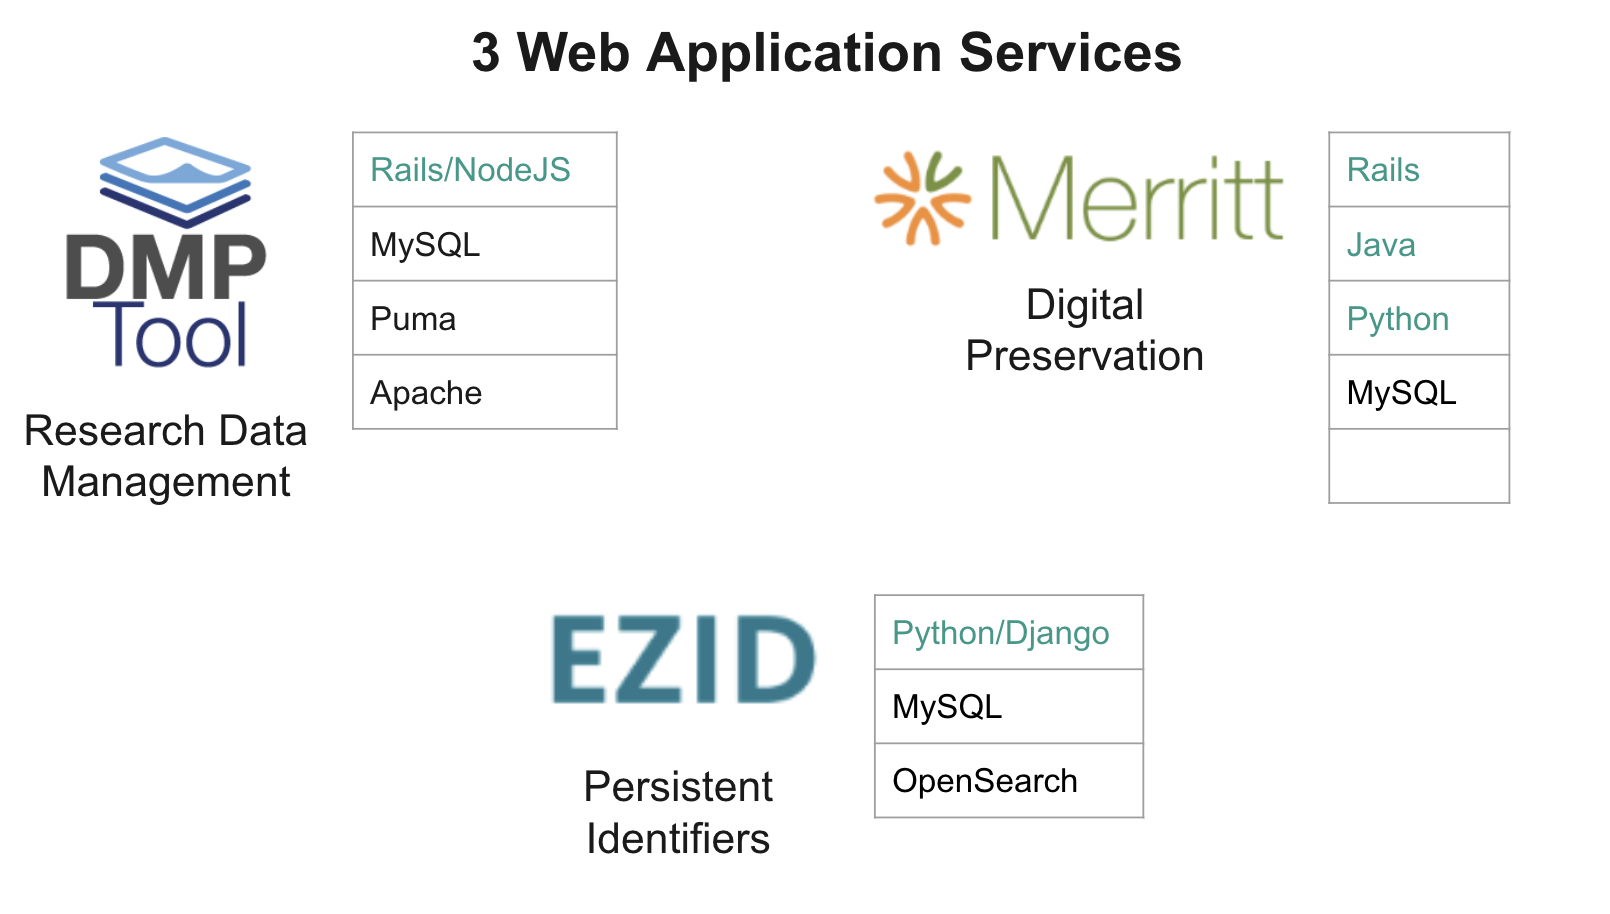 3 Web Application Services
DMP
Tool
Research Data
Management
Rails/NodeJS
MySQL
Puma
Apache
Merritt
Digital
Preservation
Rails
Java
Python
MySQL
EZID
Persistent
Identifiers
Python/Django
MySQL
OpenSearch